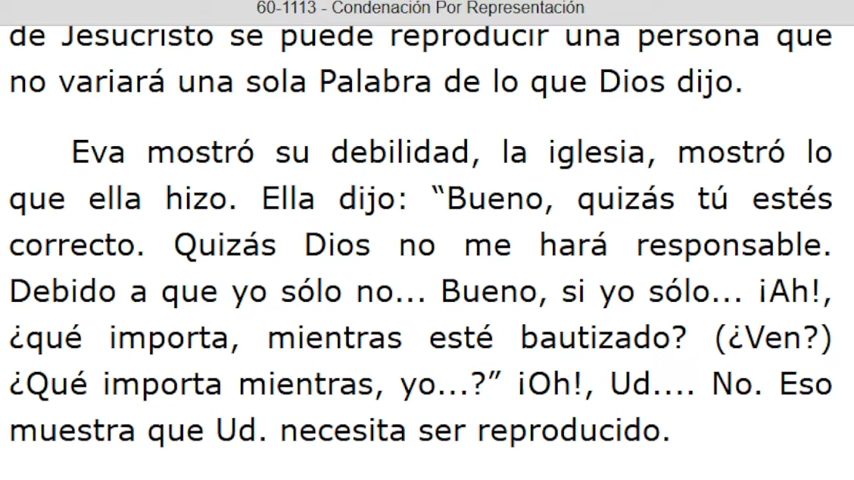 60-1113 - Condenación Por Representación
de Jesucristo se puede reproducir una persona que
no variará una sola Palabra de lo que Dios dijo.
Eva mostró su debilidad, la iglesia, mostró lo
que ella hizo. Ella dijo: “Bueno, quizás tú estés
correcto. Quizás Dios no me hará responsable.
Debido a que yo sólo no... Bueno, si yo sólo... ¡Ah!,
¿qué importa, mientras esté bautizado? (¿Ven?)
¿Qué importa mientras, yo...?” ¡Oh!, Ud.... No. Eso
muestra que Ud. necesita ser reproducido.